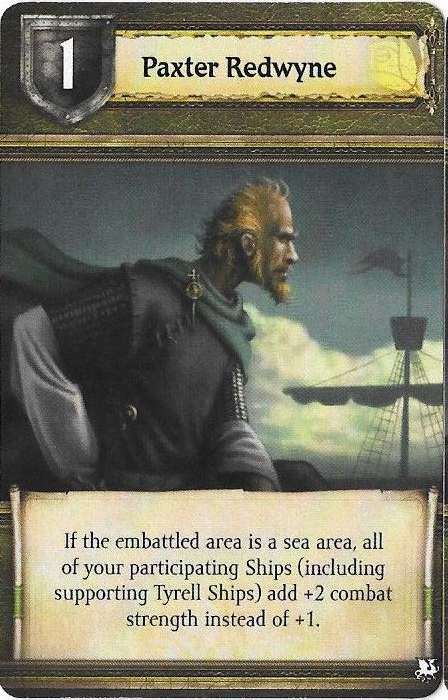 1
Paxter Redwyne
If the embattled area is a sea area, all
of your participating Ships (including
supporting Tyrell Ships) add +2 combat
strength instead of +1.